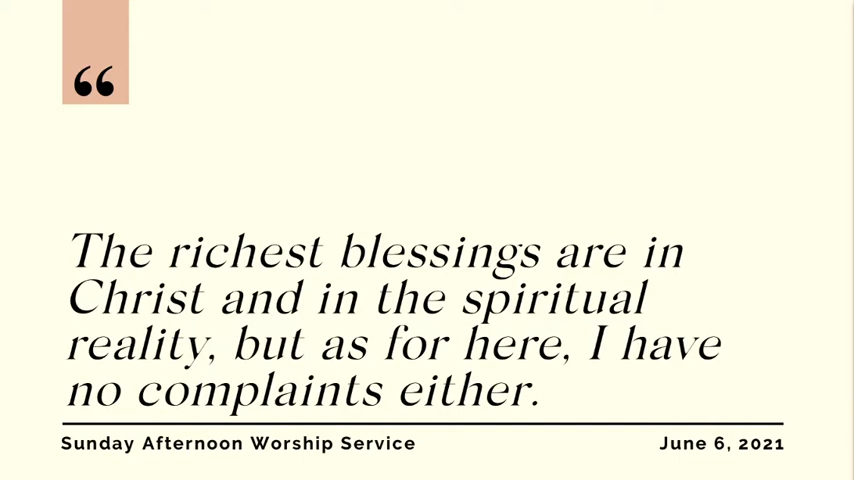 “
The richest blessings are in
Christ and in the spiritual
reality, but as for here, I have
no complaints either.
Sunday Afternoon Worship Service
June 6, 2021